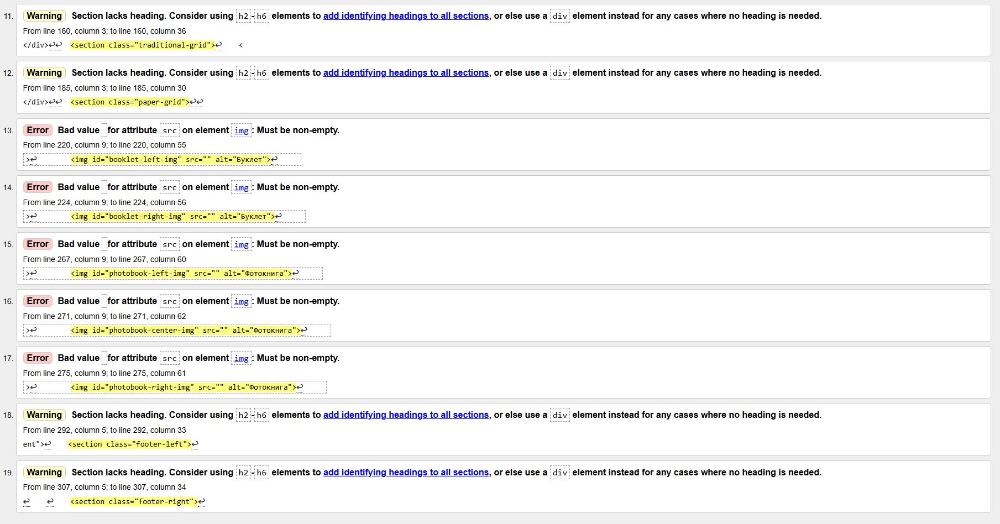 11. Warning Section lacks heading. Consider using h2-h6 elements to add identifying headings to all sections, or else use a div element instead for any cases where no heading is needed.
From line 160, column 3; to line 160, column 36
</div>↩↩ <section class="traditional-grid">↩ <
12. Warning Section lacks heading. Consider using h2-h6 elements to add identifying headings to all sections, or else use a div element instead for any cases where no heading is needed.
From line 185, column 3; to line 185, column 30
</div>↩↩ <section class="paper-grid">↩↩
13. Error Bad value for attribute src on element img: Must be non-empty.
From line 220, column 9; to line 220, column 55
>↩ <img id="booklet-left-img" src="" alt="Буклет">↩
14. Error Bad value for attribute src on element img: Must be non-empty.
From line 224, column 9; to line 224, column 56
>↩ <img id="booklet-right-img" src="" alt="Буклет">↩
15. Error Bad value for attribute src on element img: Must be non-empty.
From line 267, column 9; to line 267, column 60
>↩ <img id="photobook-left-img" src="" alt="Фотокнига">↩
16. Error Bad value for attribute src on element img: Must be non-empty.
From line 271, column 9; to line 271, column 62
>↩ <img id="photobook-center-img" src="" alt="Фотокнига">↩
17. Error Bad value for attribute src on element img: Must be non-empty.
From line 275, column 9; to line 275, column 61
>↩ <img id="photobook-right-img" src="" alt="Фотокнига">↩
18. Warning Section lacks heading. Consider using h2-h6 elements to add identifying headings to all sections, or else use a div element instead for any cases where no heading is needed.
From line 292, column 5; to line 292, column 33
ent">↩ <section class="footer-left">↩
19. Warning Section lacks heading. Consider using h2-h6 elements to add identifying headings to all sections, or else use a div element instead for any cases where no heading is needed.
From line 307, column 5; to line 307, column 34
↩ ↩ <section class="footer-right">↩